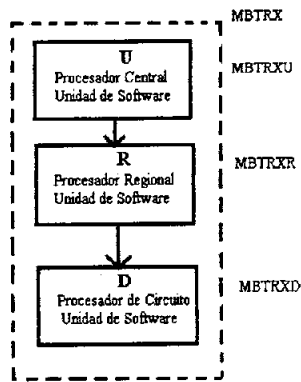 MBTRX
U
Procesador Central
Unidad de Software
MBTRXU
R
Procesador Regional
Unidad de Software
MBTRXR
D
Procesador de Circuito
Unidad de Software
MBTRXD